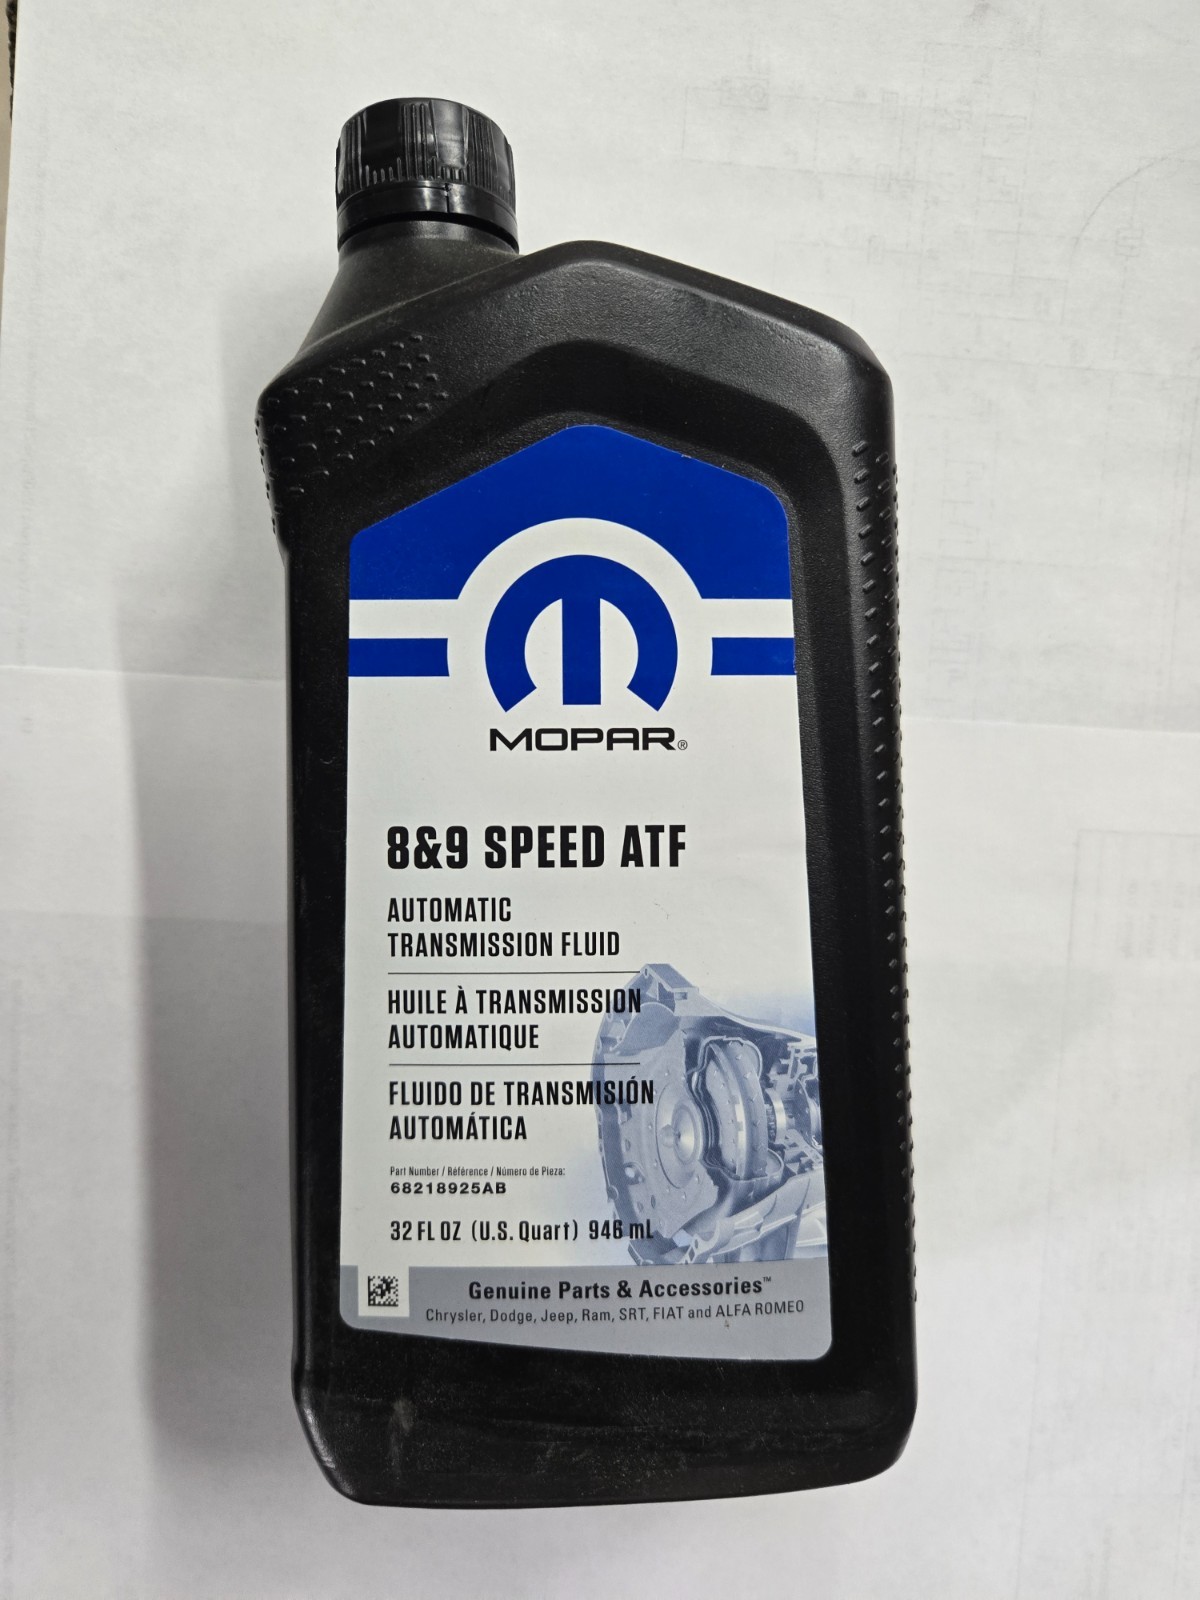 MOPAR®
8&9 SPEED ATF
AUTOMATIC
TRANSMISSION FLUID
HUILE À TRANSMISSION
AUTOMATIQUE
FLUIDO DE TRANSMISIÓN
AUTOMÁTICA
Part Number / Référence / Número de Pieza:
68218925AB
32 FL OZ (U.S. Quart) 946 mL
Genuine Parts & Accessories™
Chrysler, Dodge, Jeep, Ram, SRT, FIAT and ALFA ROMEO